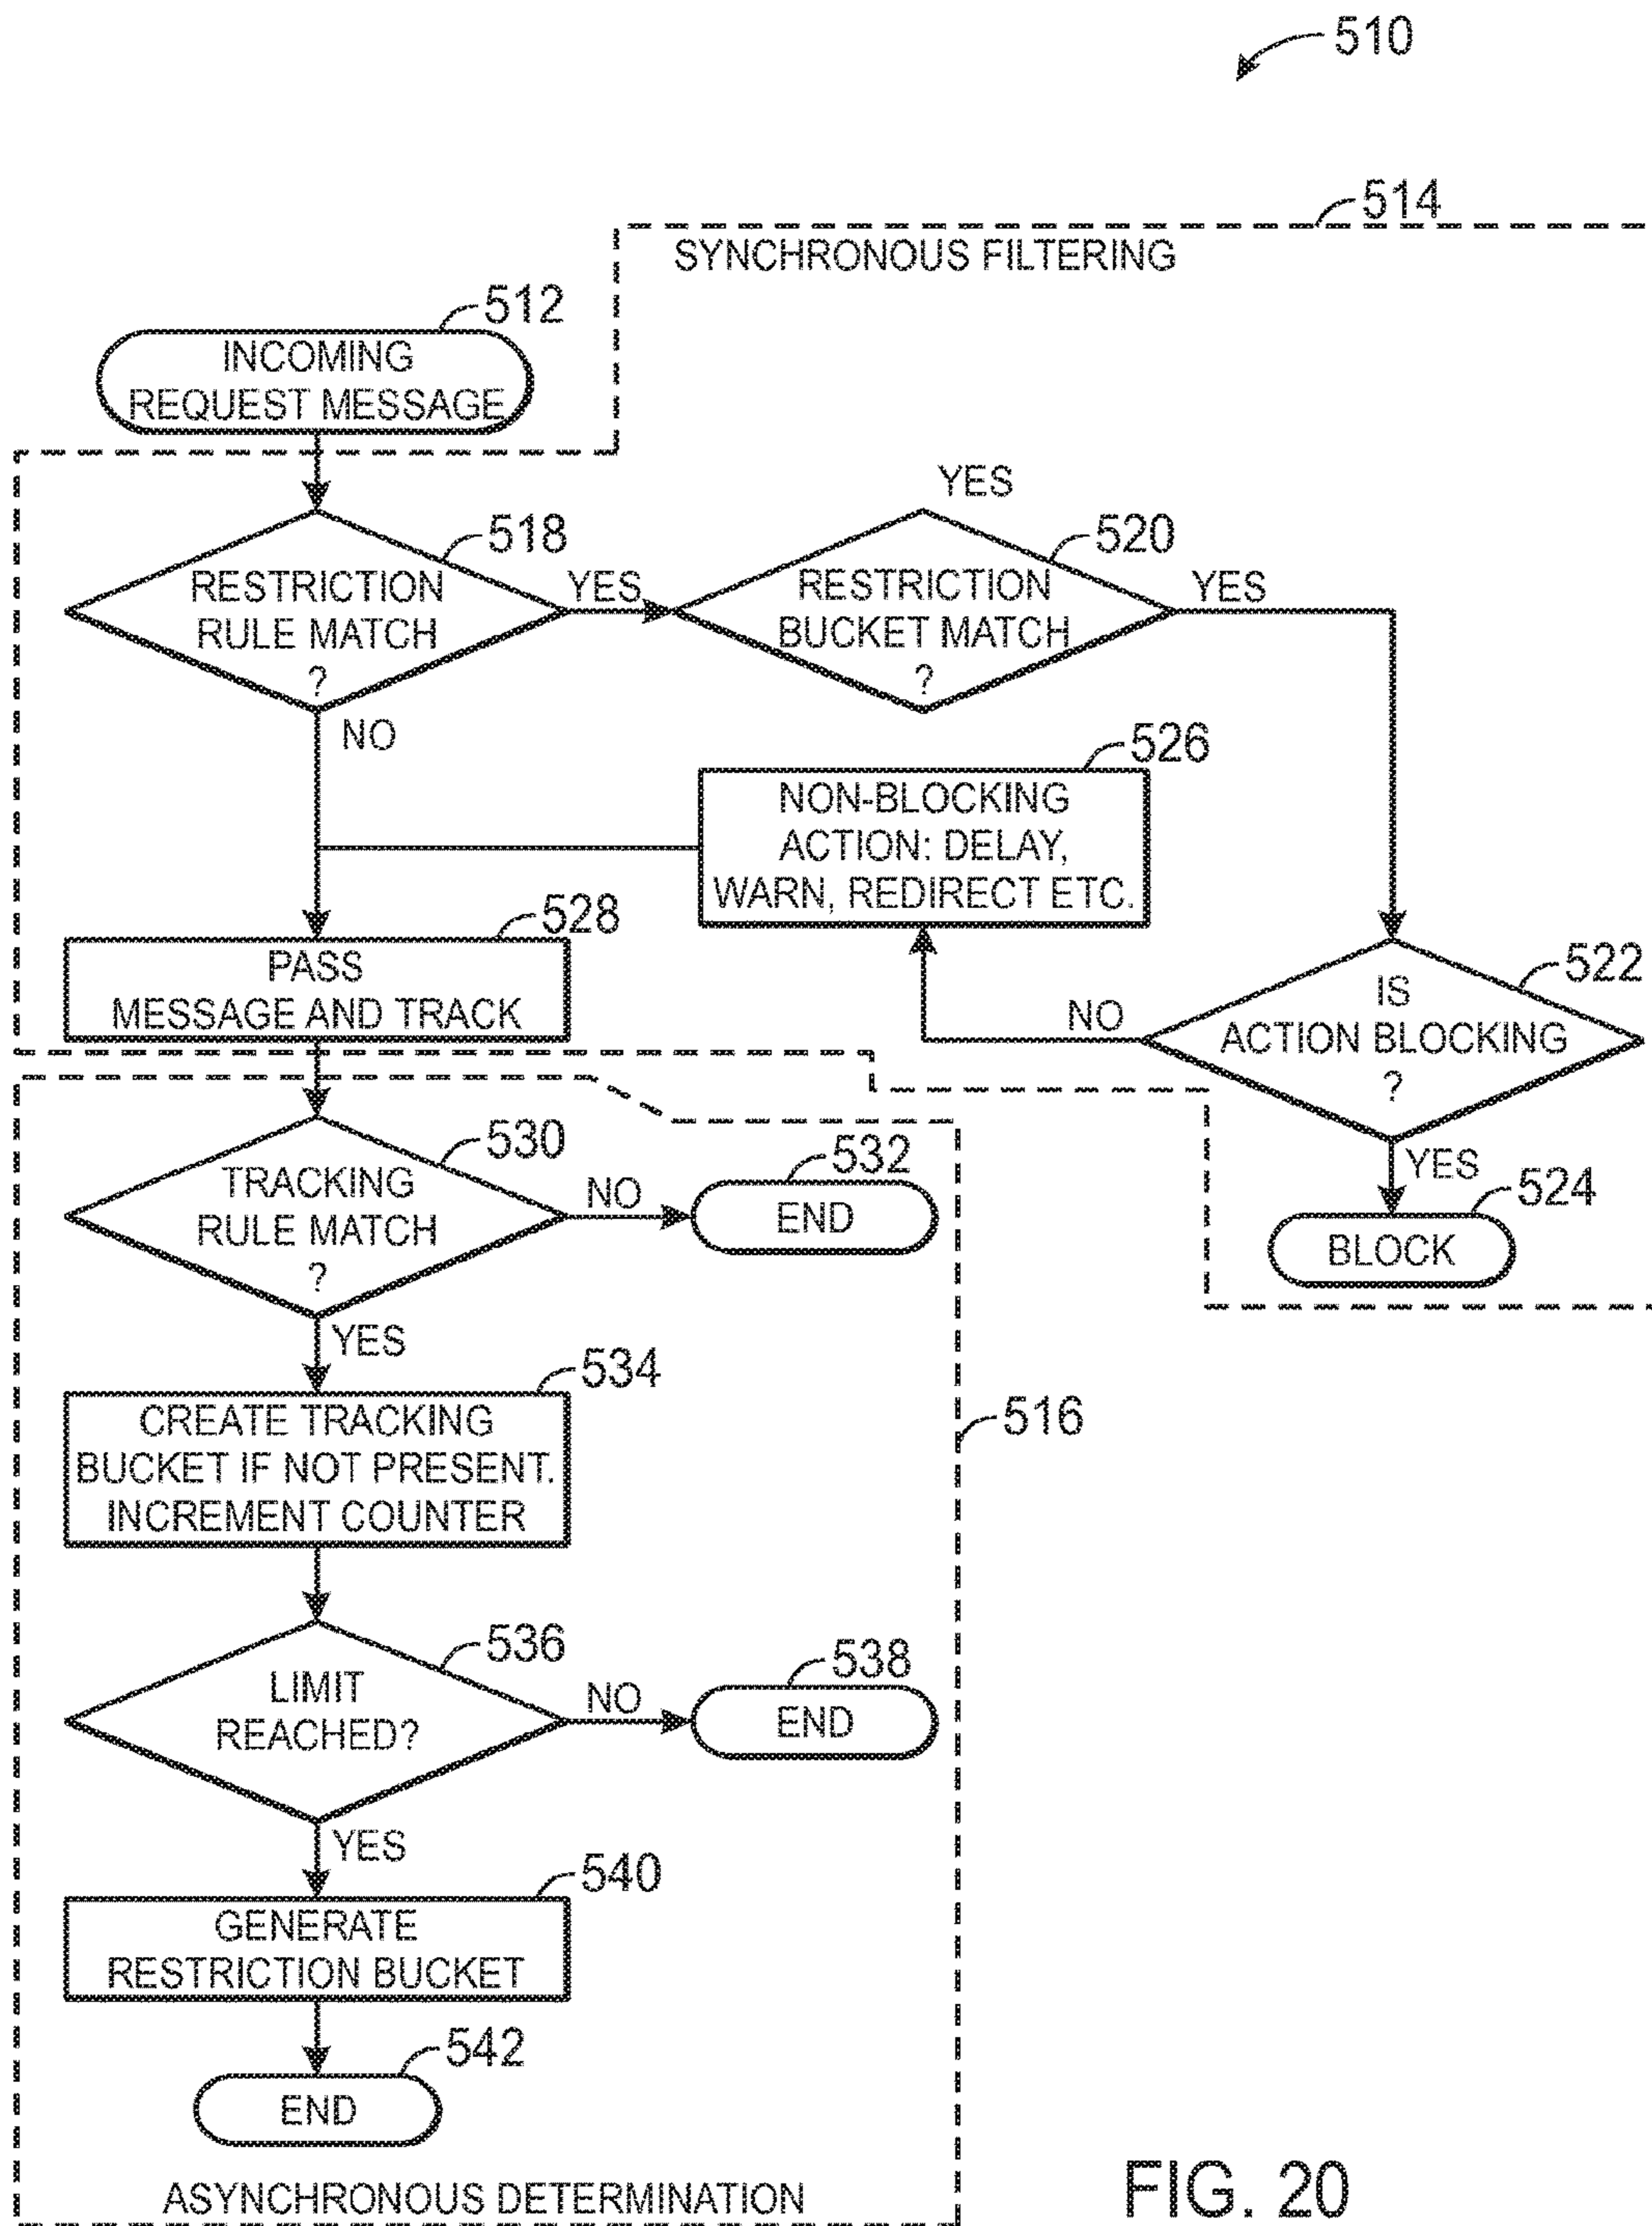 510
514
SYNCHRONOUS FILTERING
512
INCOMING
REQUEST MESSAGE
YES
518
RESTRICTION
RULE MATCH
?
YES
520
RESTRICTION
BUCKET MATCH
?
YES
NO
526
NON-BLOCKING
ACTION: DELAY,
WARN, REDIRECT ETC.
528
PASS
MESSAGE AND TRACK
522
IS
ACTION BLOCKING
?
NO
YES
524
BLOCK
530
TRACKING
RULE MATCH
?
NO
532
END
YES
534
CREATE TRACKING
BUCKET IF NOT PRESENT.
INCREMENT COUNTER
516
536
LIMIT
REACHED?
NO
538
END
YES
540
GENERATE
RESTRICTION BUCKET
542
END
ASYNCHRONOUS DETERMINATION
FIG. 20